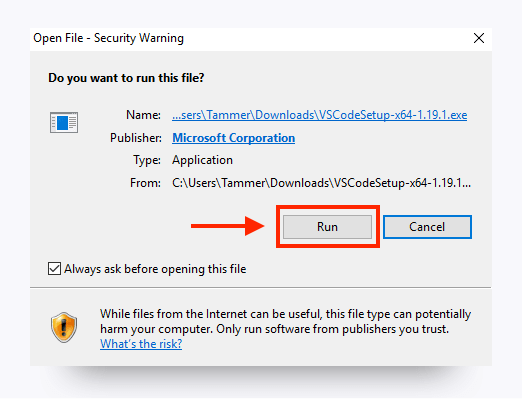 Open File - Security Warning
Do you want to run this file?
Name: ...sers\Tammer\Downloads\VSCodeSetup-x64-1.19.1.exe
Publisher: Microsoft Corporation
Type: Application
From: C:\Users\Tammer\Downloads\VSCodeSetup-x64-1.19.1...
Run Cancel
Always ask before opening this file
While files from the Internet can be useful, this file type can potentially
harm your computer. Only run software from publishers you trust.
What's the risk?